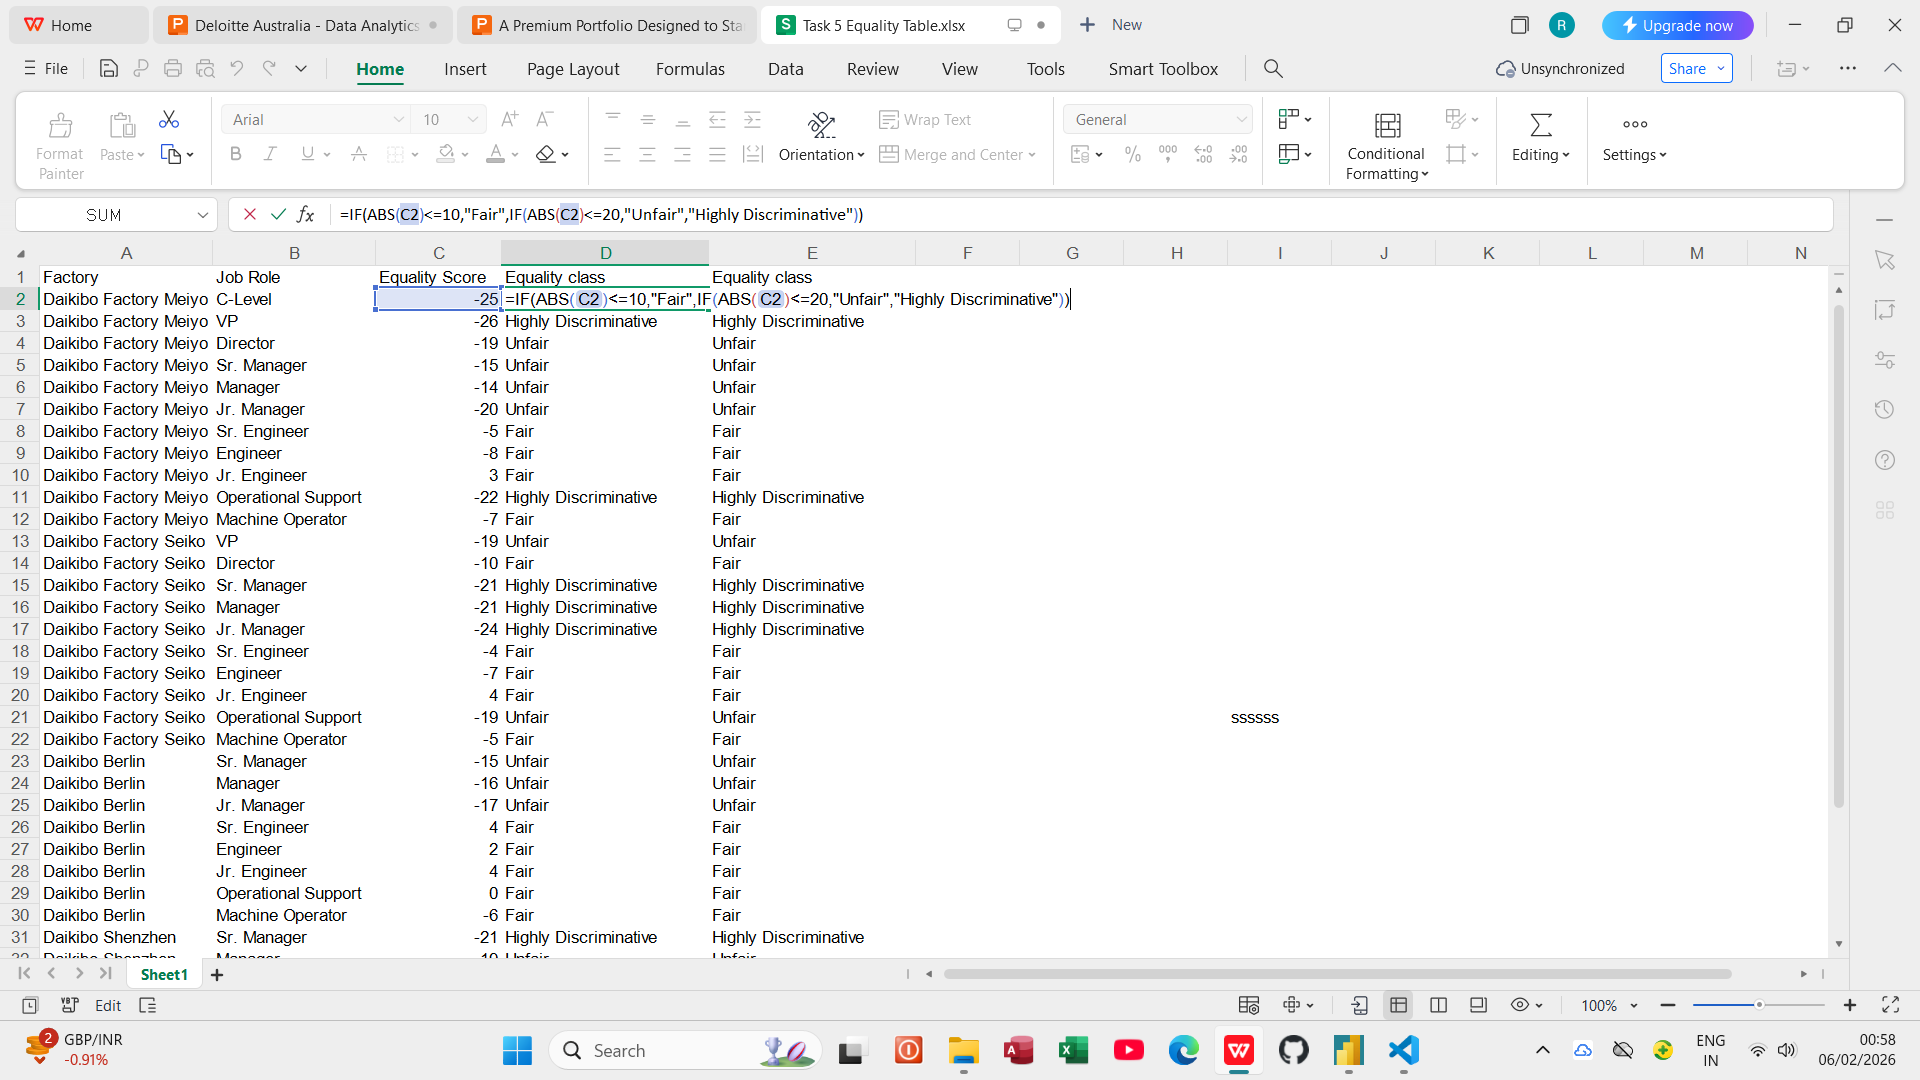 Home
Deloitte Australia - Data Analytics
A Premium Portfolio Designed to Sta
Task 5 Equality Table.xlsx
New
R
Upgrade now
File
Home Insert Page Layout Formulas Data Review View Tools Smart Toolbox
Unsynchronized
Share
Format Painter
Paste
Arial
10
Orientation
Wrap Text
Merge and Center
General
Conditional Formatting
Editing
Settings
SUM
=IF(ABS(C2)<=10,"Fair",IF(ABS(C2)<=20,"Unfair","Highly Discriminative"))
A B C D E F G H I J K L M N
1 Factory Job Role Equality Score Equality class Equality class
2 Daikibo Factory Meiyo C-Level -25 =IF(ABS(C2)<=10,"Fair",IF(ABS(C2)<=20,"Unfair","Highly Discriminative"))
3 Daikibo Factory Meiyo VP -26 Highly Discriminative Highly Discriminative
4 Daikibo Factory Meiyo Director -19 Unfair Unfair
5 Daikibo Factory Meiyo Sr. Manager -15 Unfair Unfair
6 Daikibo Factory Meiyo Manager -14 Unfair Unfair
7 Daikibo Factory Meiyo Jr. Manager -20 Unfair Unfair
8 Daikibo Factory Meiyo Sr. Engineer -5 Fair Fair
9 Daikibo Factory Meiyo Engineer -8 Fair Fair
10 Daikibo Factory Meiyo Jr. Engineer 3 Fair Fair
11 Daikibo Factory Meiyo Operational Support -22 Highly Discriminative Highly Discriminative
12 Daikibo Factory Meiyo Machine Operator -7 Fair Fair
13 Daikibo Factory Seiko VP -19 Unfair Unfair
14 Daikibo Factory Seiko Director -10 Fair Fair
15 Daikibo Factory Seiko Sr. Manager -21 Highly Discriminative Highly Discriminative
16 Daikibo Factory Seiko Manager -21 Highly Discriminative Highly Discriminative
17 Daikibo Factory Seiko Jr. Manager -24 Highly Discriminative Highly Discriminative
18 Daikibo Factory Seiko Sr. Engineer -4 Fair Fair
19 Daikibo Factory Seiko Engineer -7 Fair Fair
20 Daikibo Factory Seiko Jr. Engineer 4 Fair Fair
21 Daikibo Factory Seiko Operational Support -19 Unfair Unfair ssssss
22 Daikibo Factory Seiko Machine Operator -5 Fair Fair
23 Daikibo Berlin Sr. Manager -15 Unfair Unfair
24 Daikibo Berlin Manager -16 Unfair Unfair
25 Daikibo Berlin Jr. Manager -17 Unfair Unfair
26 Daikibo Berlin Sr. Engineer 4 Fair Fair
27 Daikibo Berlin Engineer 2 Fair Fair
28 Daikibo Berlin Jr. Engineer 4 Fair Fair
29 Daikibo Berlin Operational Support 0 Fair Fair
30 Daikibo Berlin Machine Operator -6 Fair Fair
31 Daikibo Shenzhen Sr. Manager -21 Highly Discriminative Highly Discriminative
Sheet1
Edit
100%
2
GBP/INR
-0.91%
Search
ENG
IN
00:58
06/02/2026